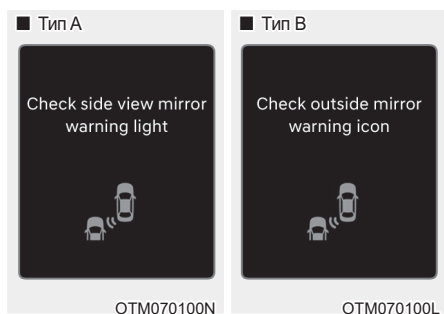 ■ Тип A
Check side view mirror
warning light
OTM070100N
■ Тип B
Check outside mirror
warning icon
OTM070100L